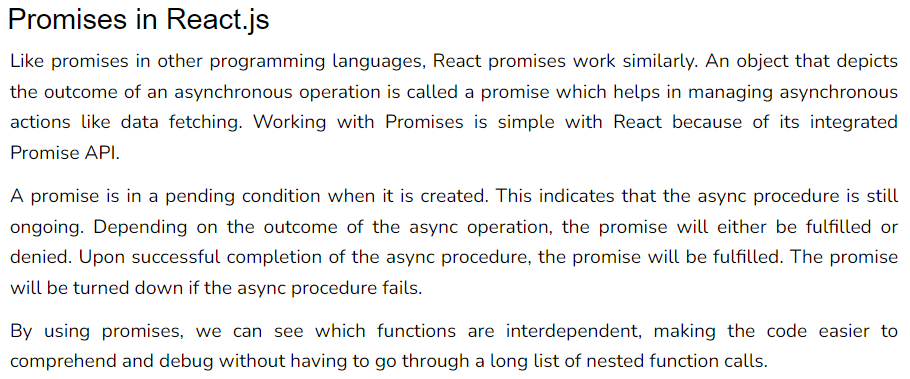 Promises in React.js
Like promises in other programming languages, React promises work similarly. An object that depicts
the outcome of an asynchronous operation is called a promise which helps in managing asynchronous
actions like data fetching. Working with Promises is simple with React because of its integrated
Promise API.
A promise is in a pending condition when it is created. This indicates that the async procedure is still
ongoing. Depending on the outcome of the async operation, the promise will either be fulfilled or
denied. Upon successful completion of the async procedure, the promise will be fulfilled. The promise
will be turned down if the async procedure fails.
By using promises, we can see which functions are interdependent, making the code easier to
comprehend and debug without having to go through a long list of nested function calls.